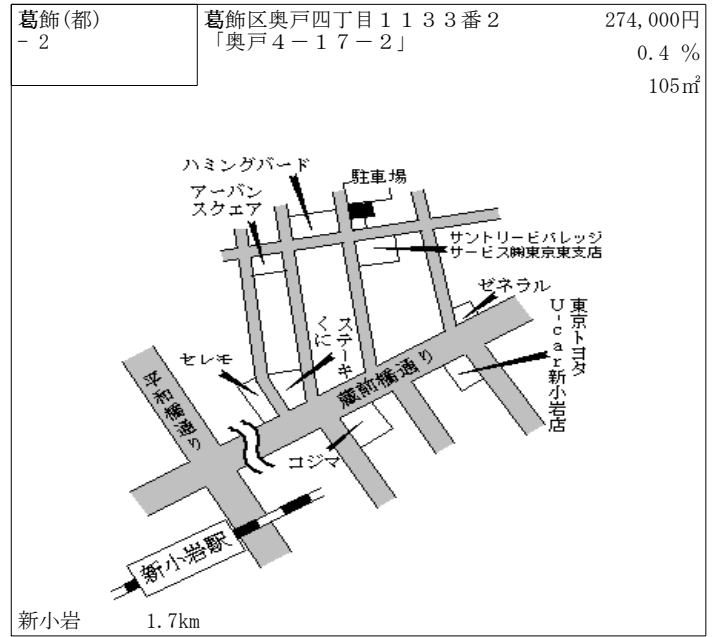 葛飾(都)
- 2
葛飾区奥戸四丁目１１３３番２
「奥戸４－１７－２」
274,000円
0.4 %
105㎡
ハミングバード
駐車場
アーバン
スクエア
サントリービバレッジ
サービス㈱東京東支店
ゼネラル
東京トヨタ
U-car新小岩店
ステーキ
くに
セレモ
平和橋通り
蔵前橋通り
コジマ
新小岩駅
新小岩 1.7km